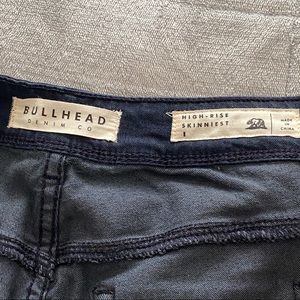 BULLHEAD
DENIM CO
HIGH-RISE
SKINNIEST
1
MADE
IN
CHINA